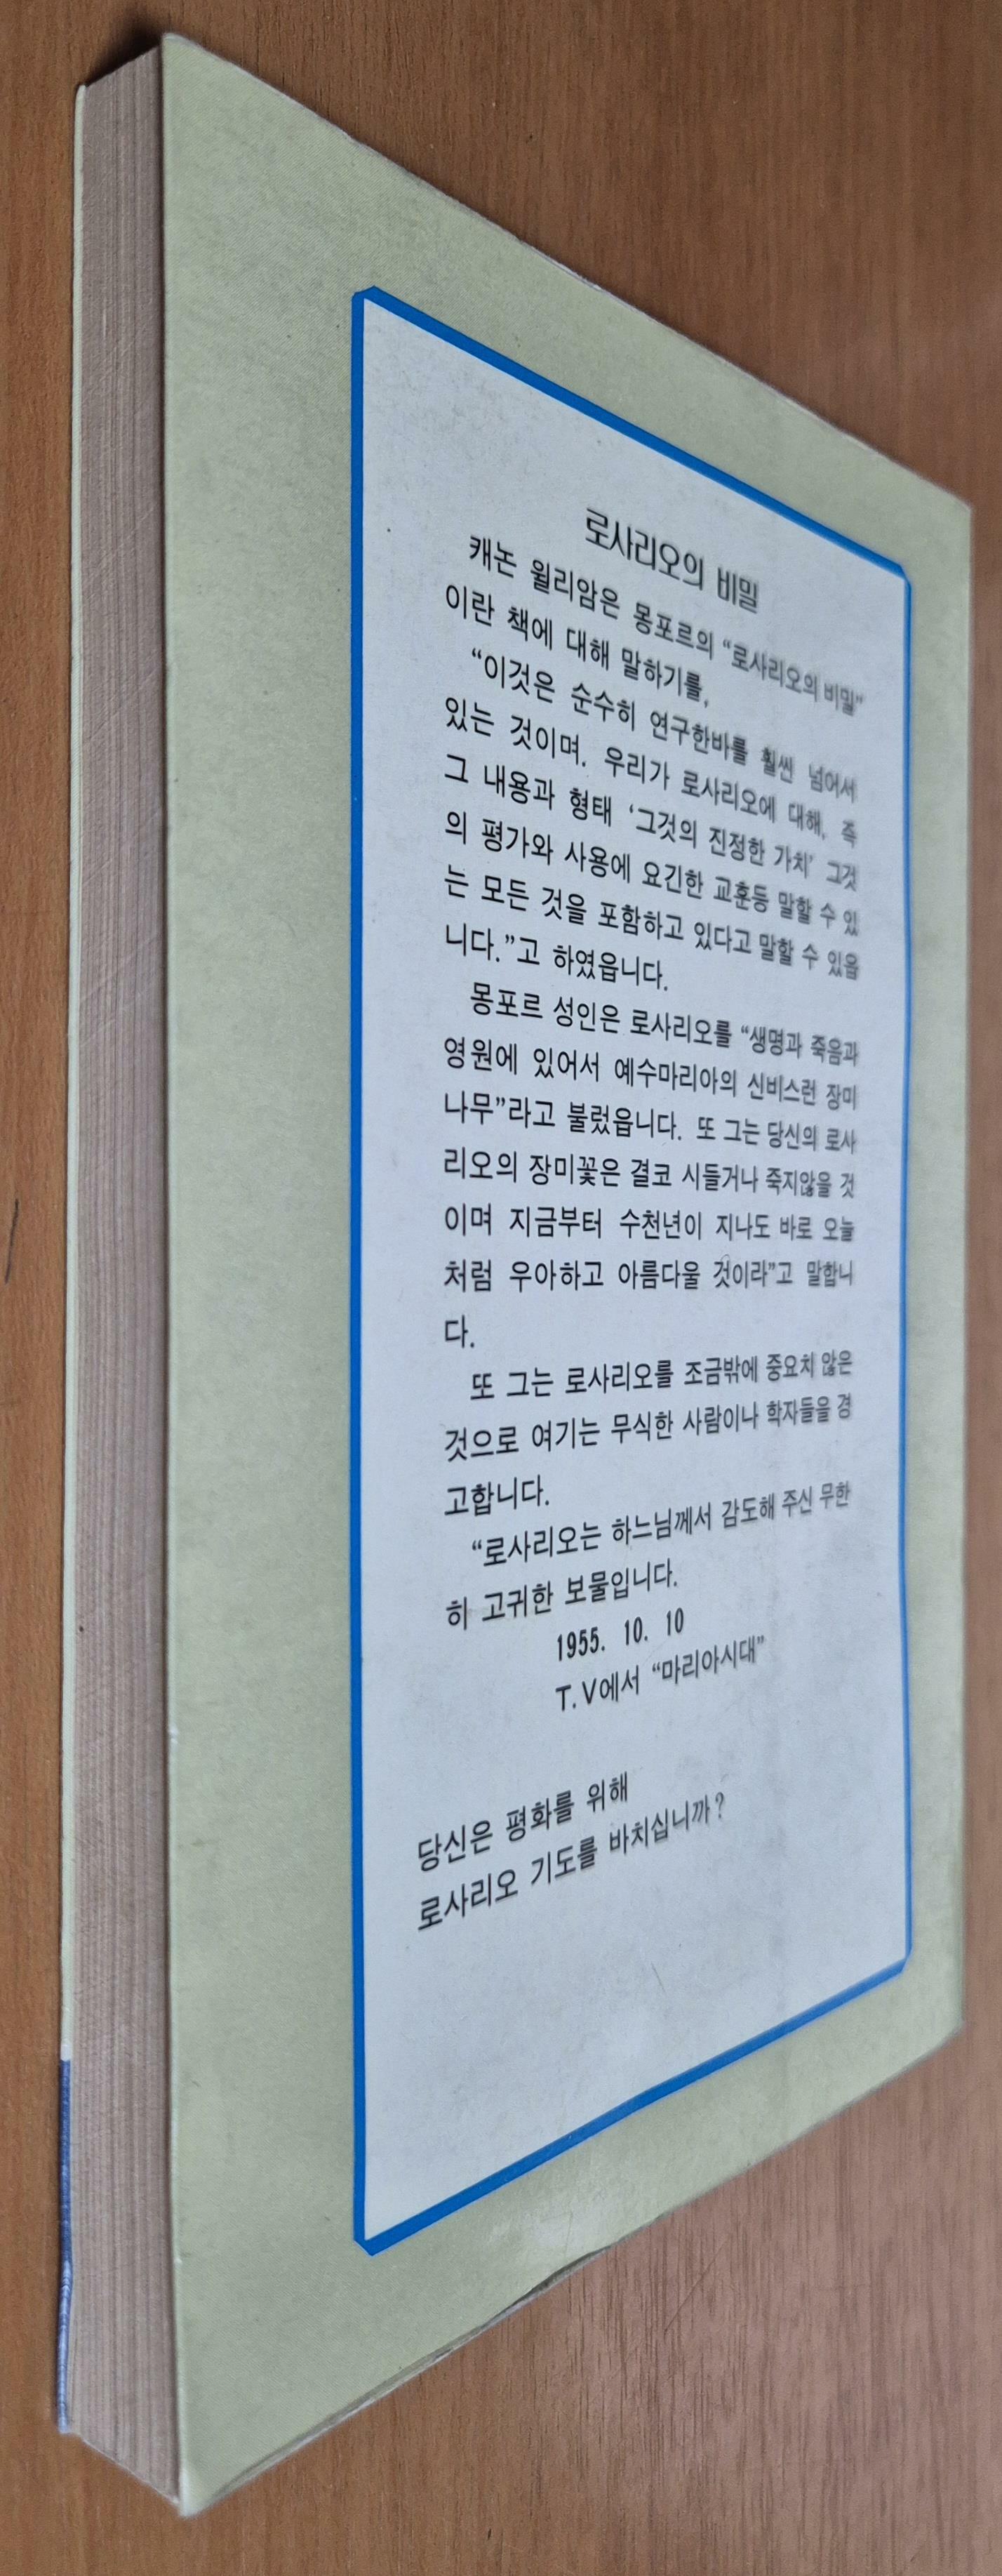 로사리오의 비밀
캐논 윌리암은 몽포르의 “로사리오의 비밀”
이란 책에 대해 말하기를,
“이것은 순수히 연구한바를 훨씬 넘어서
있는 것이며. 우리가 로사리오에 대해, 즉
그 내용과 형태 ‘그것의 진정한 가치’ 그것
의 평가와 사용에 요긴한 교훈등 말할 수 있
는 모든 것을 포함하고 있다고 말할 수 있읍
니다.”고 하였읍니다.
몽포르 성인은 로사리오를 “생명과 죽음과
영원에 있어서 예수마리아의 신비스런 장미
나무”라고 불렀읍니다. 또 그는 당신의 로사
리오의 장미꽃은 결코 시들거나 죽지않을 것
이며 지금부터 수천년이 지나도 바로 오늘
처럼 우아하고 아름다울 것이라”고 말합니
다.
또 그는 로사리오를 조금밖에 중요치 않은
것으로 여기는 무식한 사람이나 학자들을 경
고합니다.
“로사리오는 하느님께서 감도해 주신 무한
히 고귀한 보물입니다.
1955. 10. 10
T.V에서 “마리아시대”
당신은 평화를 위해
로사리오 기도를 바치십니까?